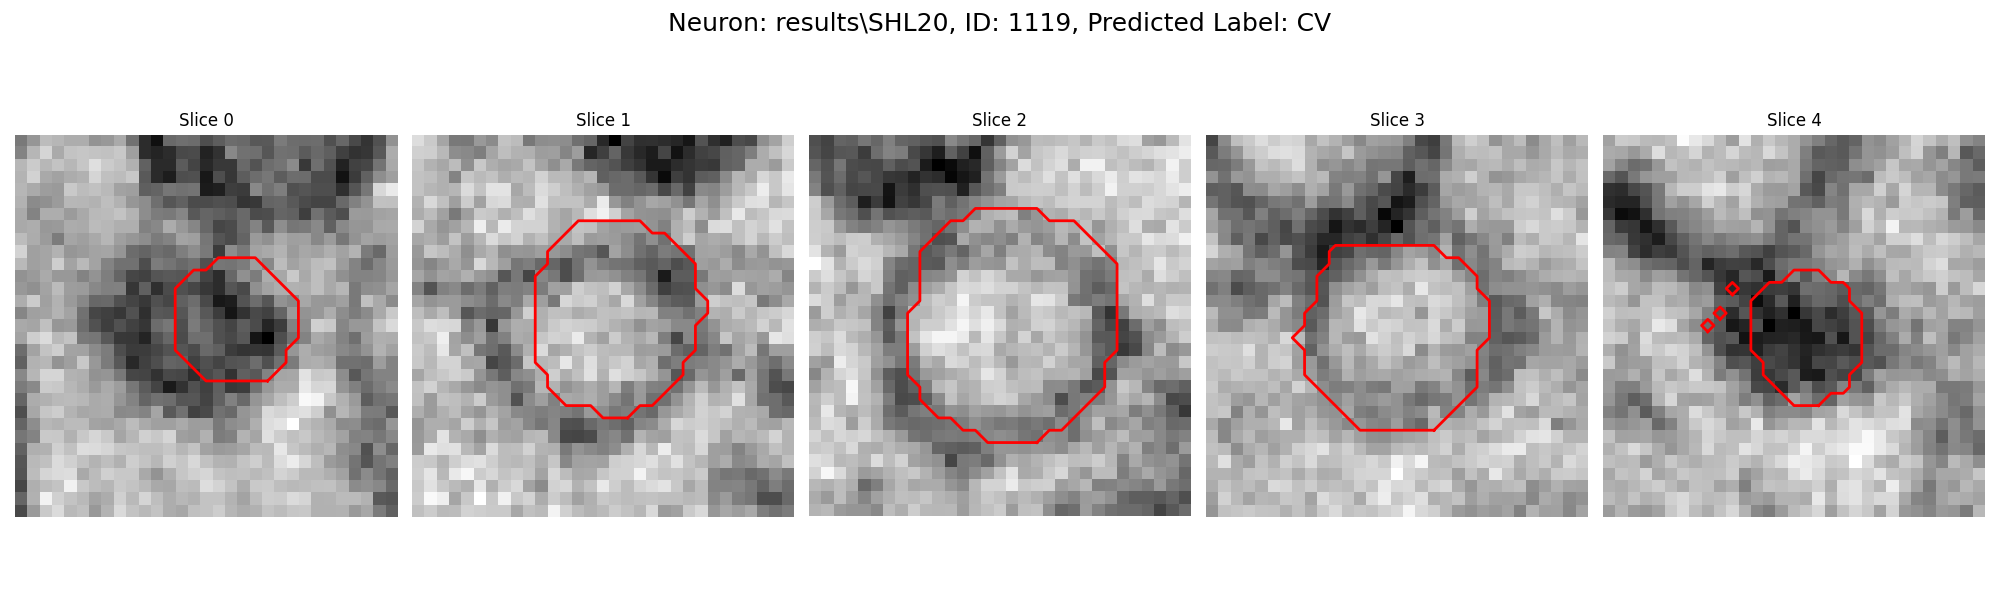 Neuron: results\SHL20, ID: 1119, Predicted Label: CV
Slice 0
Slice 1
Slice 2
Slice 3
Slice 4